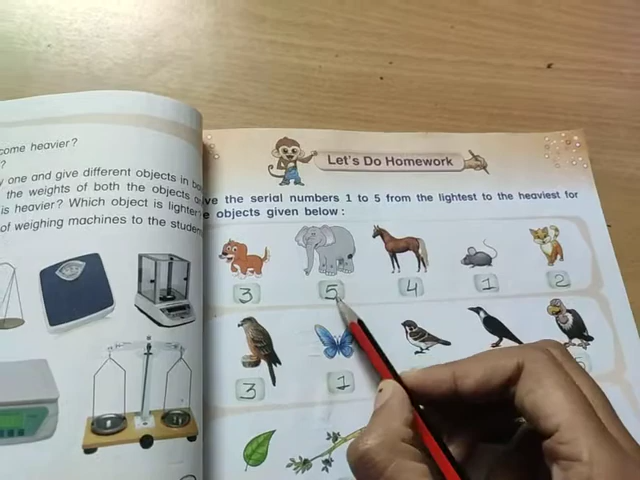 come heavier?
?
y one and give different objects in bo
the weights of both the objects
is heavier? Which object is lighter
of weighing machines to the studen
Let's Do Homework
ve the serial numbers 1 to 5 from the lightest to the heaviest for
e objects given below :
3 5 4 1 2
3 1